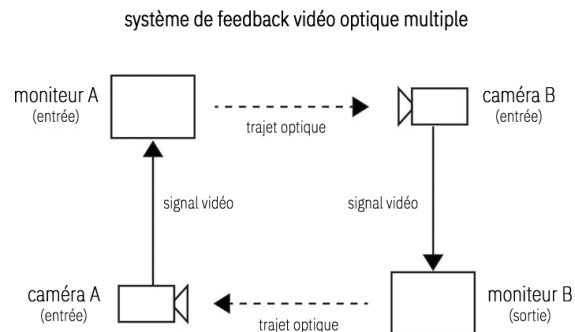 système de feedback vidéo optique multiple
moniteur A
(entrée)
trajet optique
caméra B
(entrée)
signal vidéo
signal vidéo
caméra A
(entrée)
trajet optique
moniteur B
(sortie)